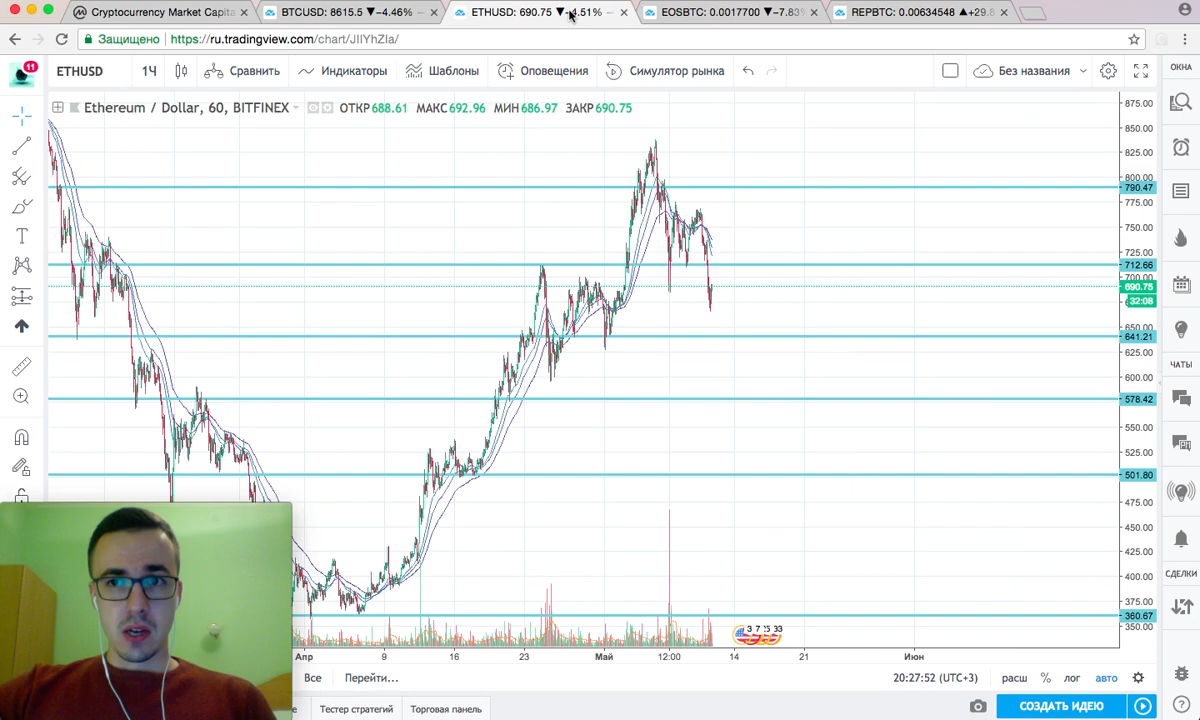 Cryptocurrency Market Capita
BTCUSD: 8615.5 ▼−4.46%
ETHUSD: 690.75 ▼−4.51%
EOSBTC: 0.0017700 ▼−7.83%
REPBTC: 0.00634548 ▲+29.8
Защищено https://ru.tradingview.com/chart/JIIYhZIa/
11
ETHUSD
1Ч
Сравнить
Индикаторы
Шаблоны
Оповещения
Симулятор рынка
Без названия
ОКНА
Ethereum / Dollar, 60, BITFINEX
ОТКР 688.61 МАКС 692.96 МИН 686.97 ЗАКР 690.75
875.00
850.00
825.00
800.00
790.47
775.00
750.00
725.00
712.66
700.00
690.75
32:08
650.00
641.21
625.00
600.00
578.42
550.00
525.00
501.80
475.00
450.00
425.00
400.00
375.00
360.67
350.00
ЧАТЫ
СДЕЛКИ
Апр
9
16
23
Май
12:00
14
21
Июн
Все
Перейти...
20:27:52 (UTC+3)
расш
%
лог
авто
Тестер стратегий
Торговая панель
СОЗДАТЬ ИДЕЮ